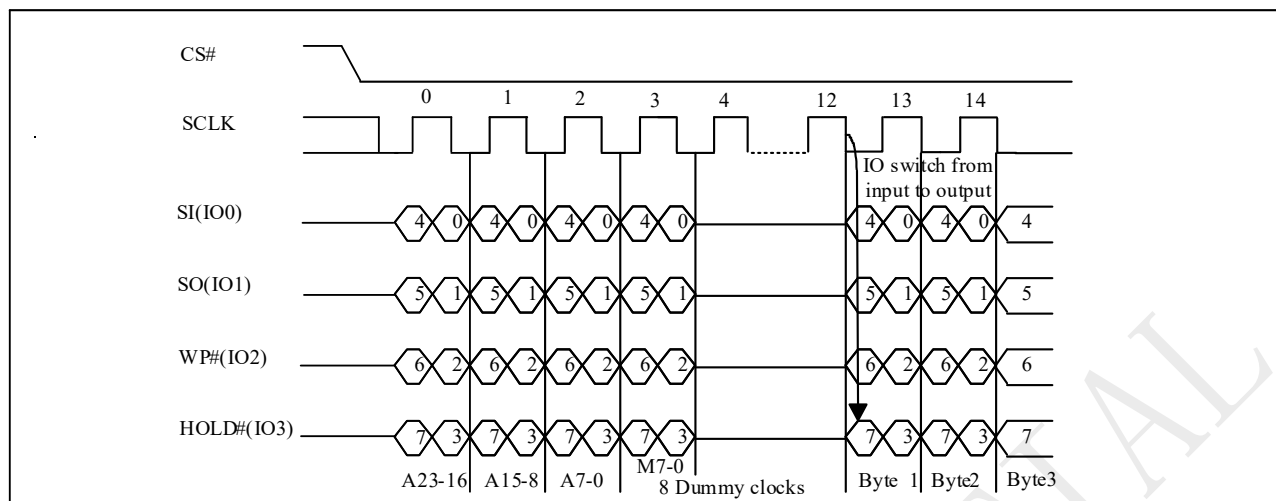 CS#
0 1 2 3 4 12 13 14
SCLK
IO switch from
input to output
SI(IO0) 4 0 4 0 4 0 4 0 4 0 4 0 4
SO(IO1) 5 1 5 1 5 1 5 1 5 1 5 1 5
WP#(IO2) 6 2 6 2 6 2 6 2 6 2 6 2 6
HOLD#(IO3) 7 3 7 3 7 3 7 3 7 3 7 3 7
A23-16 A15-8 A7-0 M7-0 8 Dummy clocks Byte 1 Byte2 Byte3